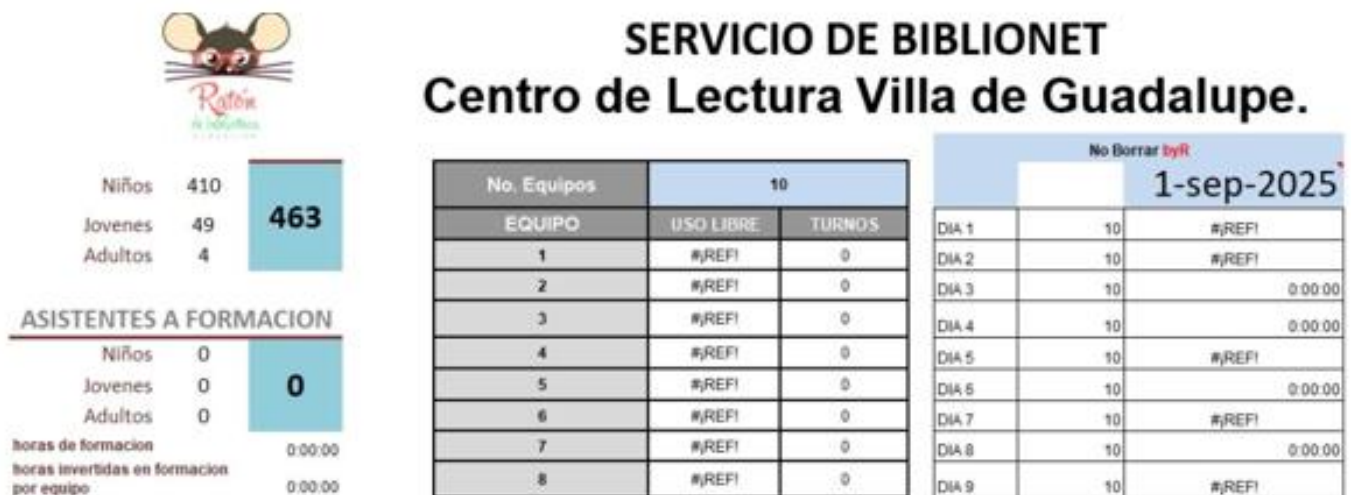 Ratón
SERVICIO DE BIBLIONET
Centro de Lectura Villa de Guadalupe.
Niños 410
Jovenes 49
Adultos 4
463
ASISTENTES A FORMACION
Niños 0
Jovenes 0
Adultos 0
0
horas de formacion 0:00:00
horas invertidas en formacion
por equipo 0:00:00
No. Equipos 10
EQUIPO USO LIBRE TURNOS
1 #¡REF! 0
2 #¡REF! 0
3 #¡REF! 0
4 #¡REF! 0
5 #¡REF! 0
6 #¡REF! 0
7 #¡REF! 0
8 #¡REF! 0
No Borrar byR
1-sep-2025
DIA 1 10 #¡REF!
DIA 2 10 #¡REF!
DIA 3 10 0:00:00
DIA 4 10 0:00:00
DIA 5 10 #¡REF!
DIA 6 10 0:00:00
DIA 7 10 #¡REF!
DIA 8 10 0:00:00
DIA 9 10 #¡REF!